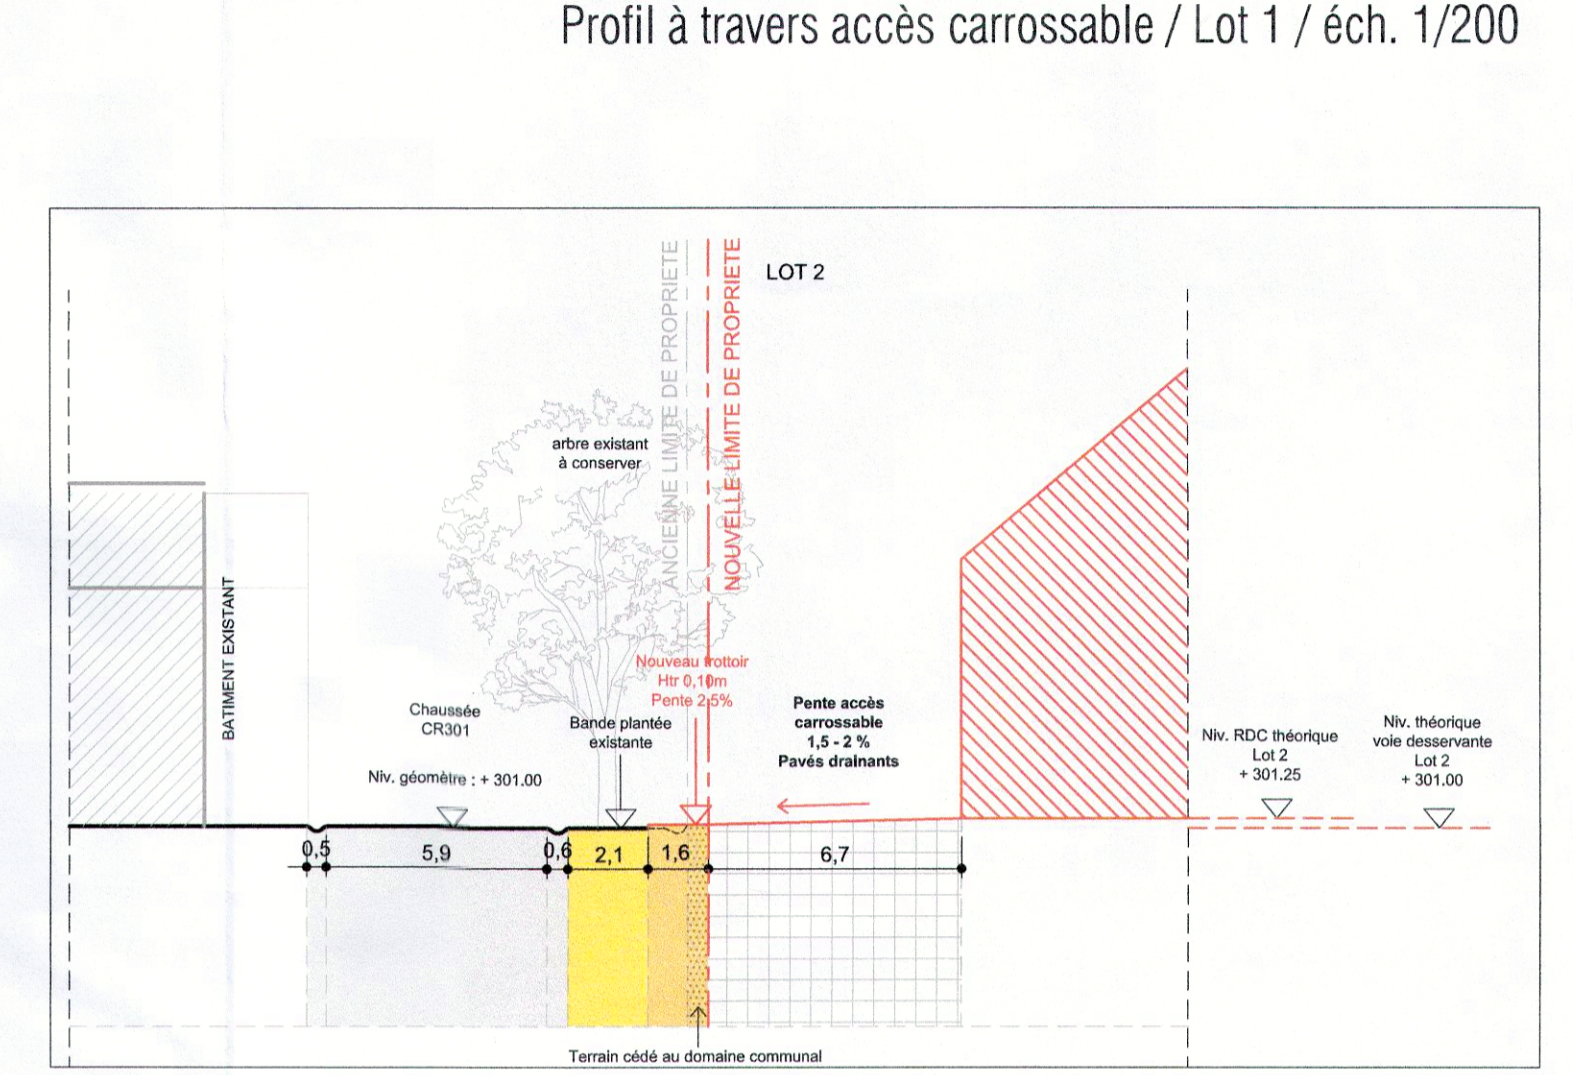 Profil à travers accès carrossable / Lot 1 / éch. 1/200
ANCIENNE LIMITE DE PROPRIETE
NOUVELLE LIMITE DE PROPRIETE
LOT 2
arbre existant
à conserver
BATIMENT EXISTANT
Nouveau trottoir
Htr 0,10m
Pente 2,5%
Chaussée
CR301
Niv. géomètre : + 301.00
Bande plantée
existante
Pente accès
carrossable
1,5 - 2 %
Pavés drainants
Niv. RDC théorique
Lot 2
+ 301.25
Niv. théorique
voie desservante
Lot 2
+ 301.00
0,5
5,9
0,6
2,1
1,6
6,7
Terrain cédé au domaine communal